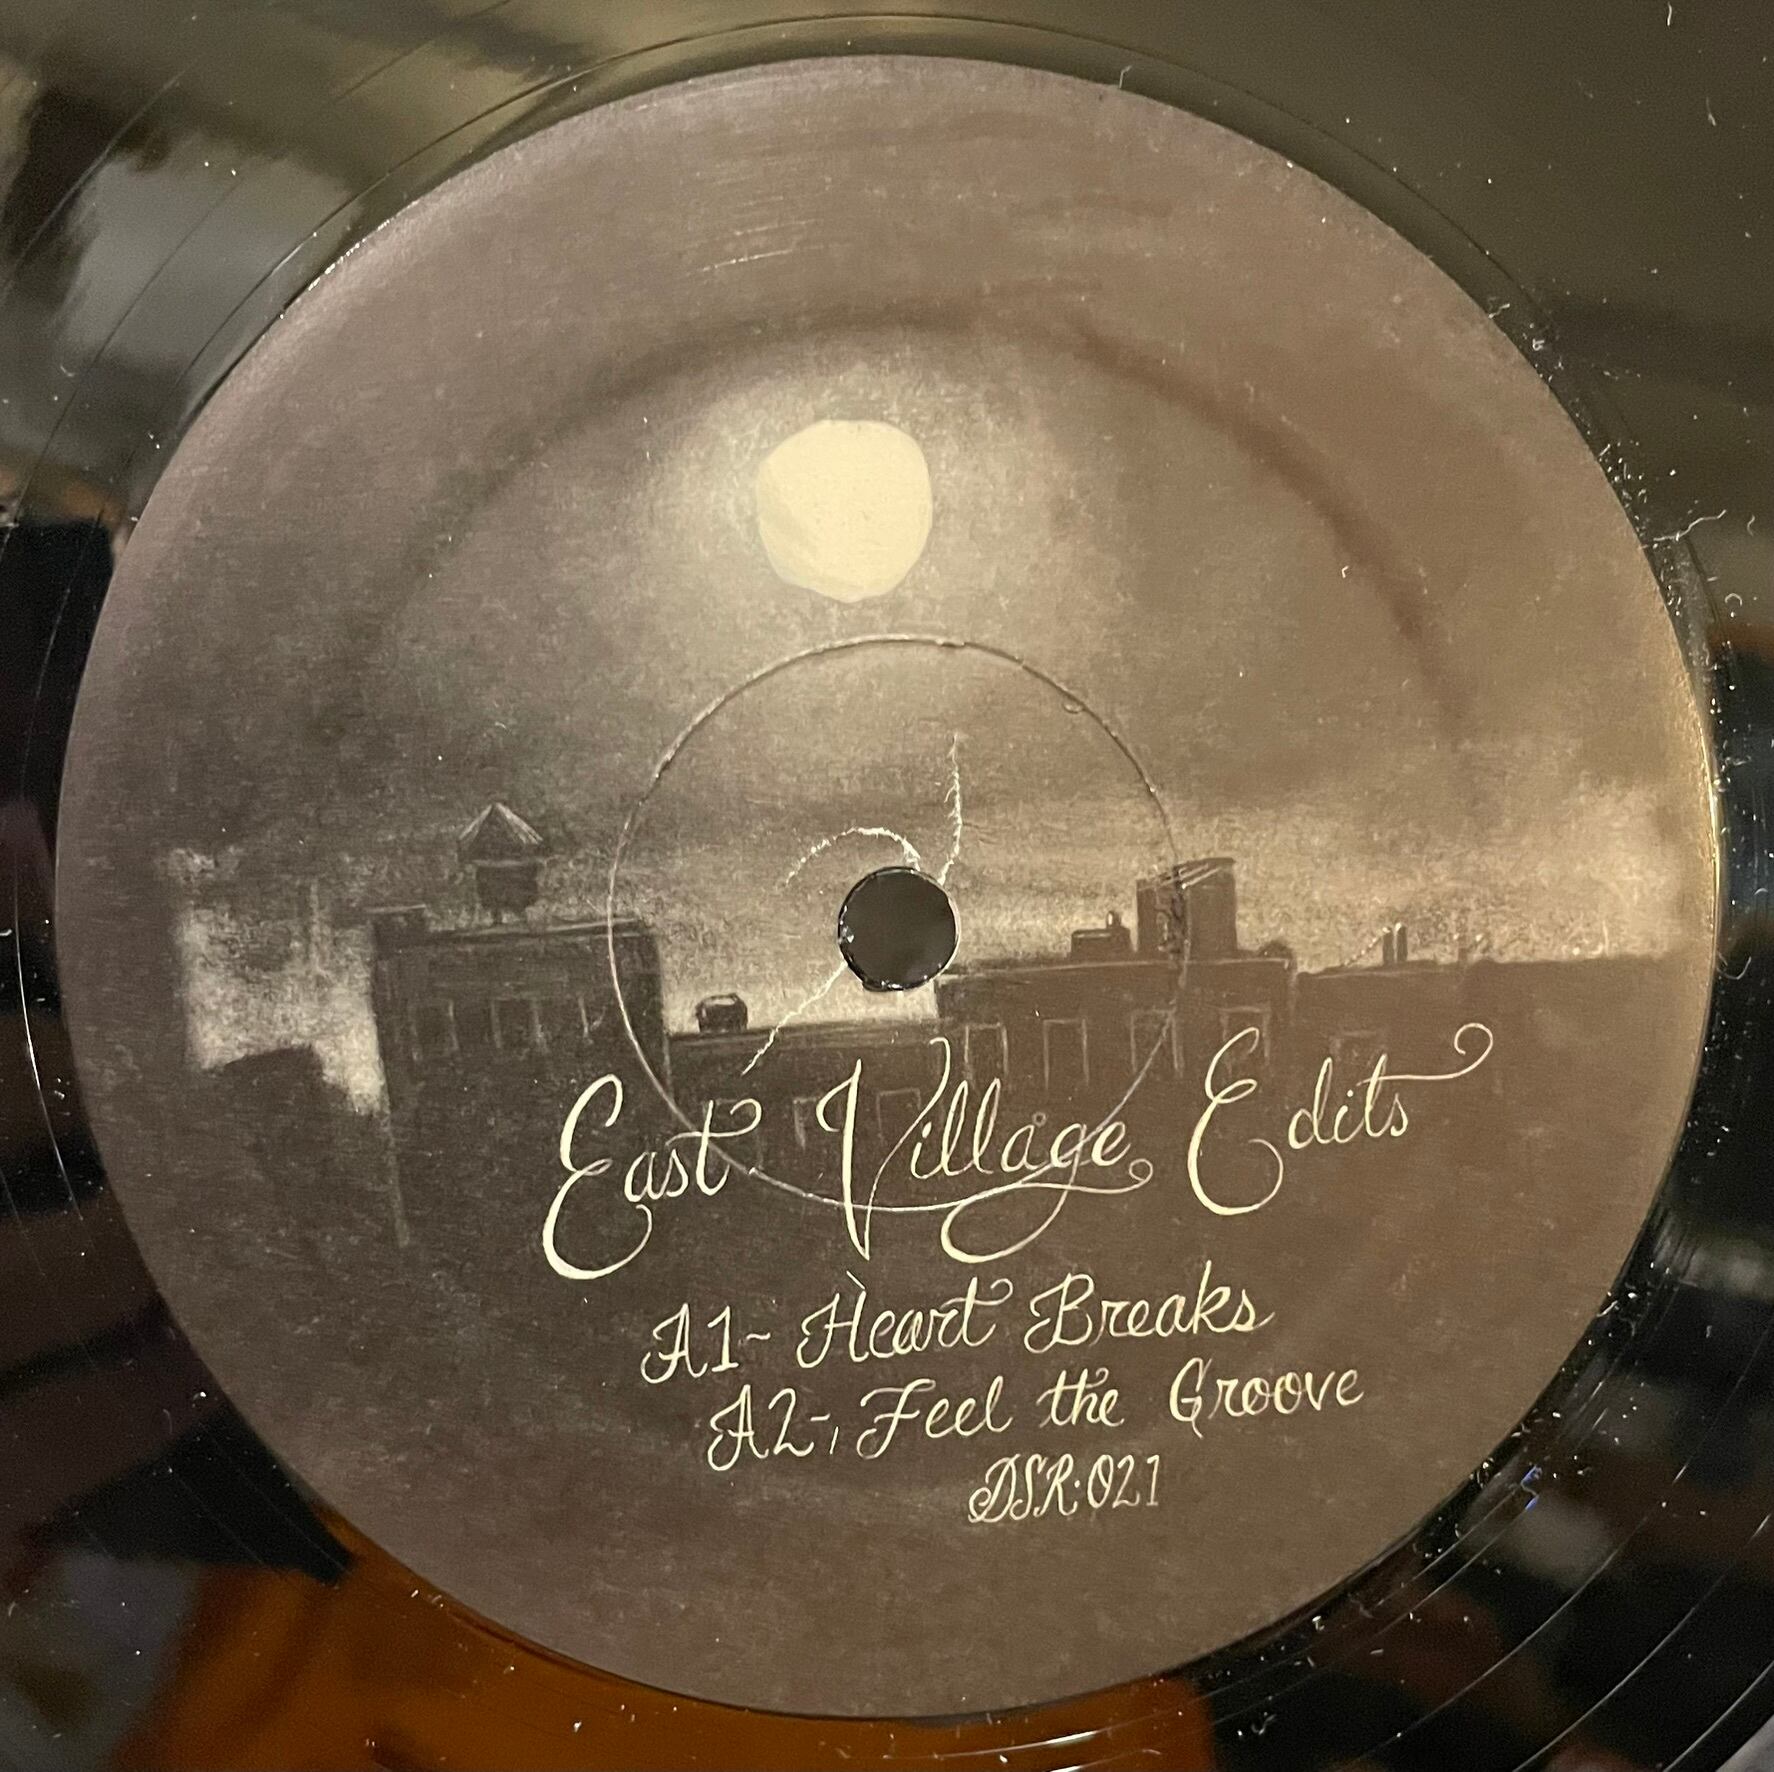 East Village Edits
A1~ Heart Breaks
A2~ Feel the Groove
DSR:021